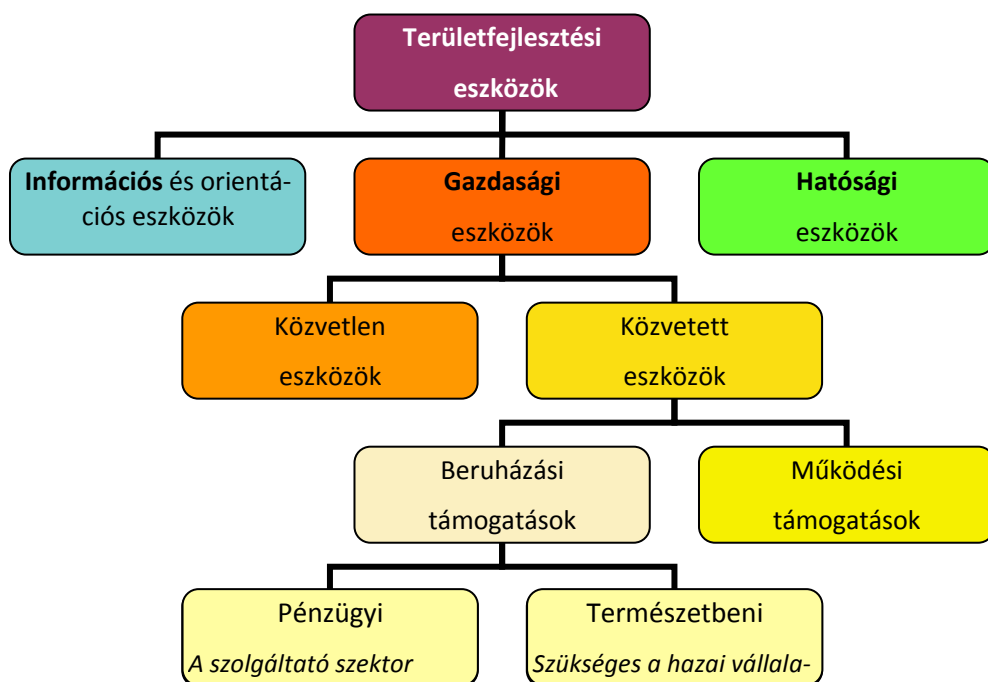 Területfejlesztési
eszközök
Információs és orientá-
ciós eszközök
Gazdasági
eszközök
Hatósági
eszközök
Közvetlen
eszközök
Közvetett
eszközök
Beruházási
támogatások
Működési
támogatások
Pénzügyi
A szolgáltató szektor
Természetbeni
Szükséges a hazai vállala-